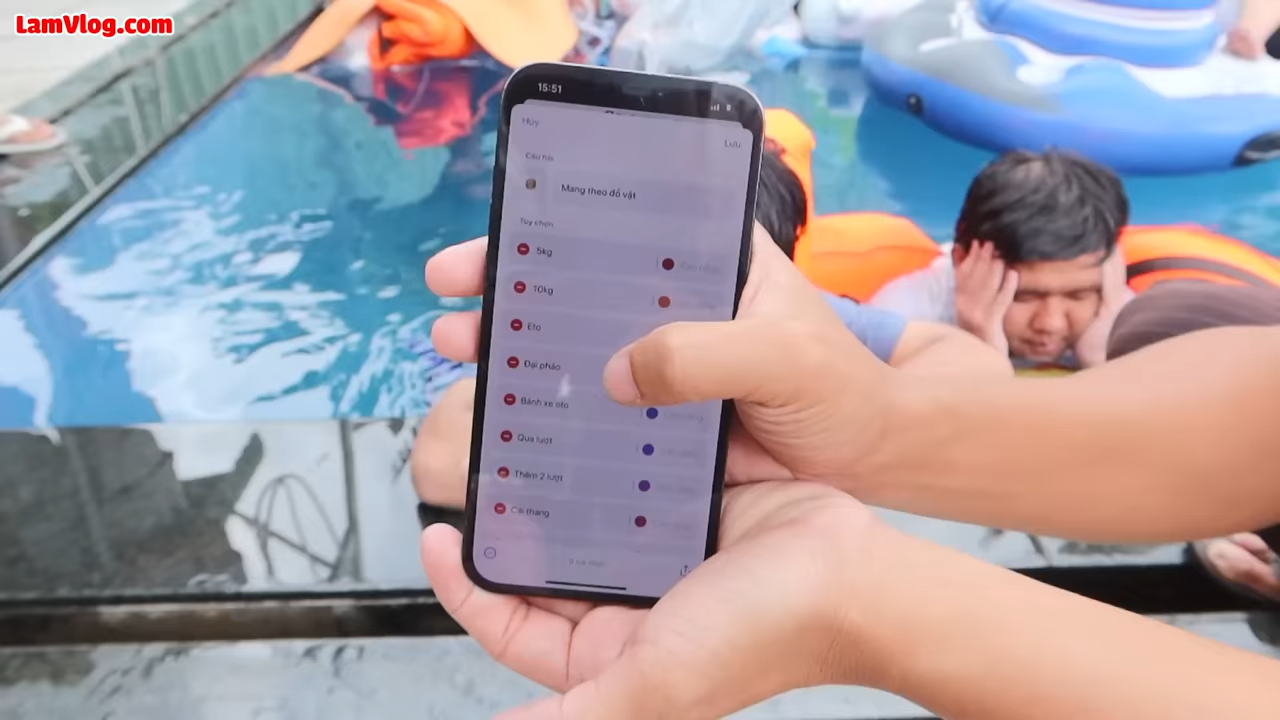 LamVlog.com
15:51
Hủy
Lưu
Câu hỏi
Mang theo đồ vật
Tùy chọn
5kg
10kg
Eto
Đại pháo
Bánh xe oto
Qua lượt
Thêm 2 lượt
Cái thang